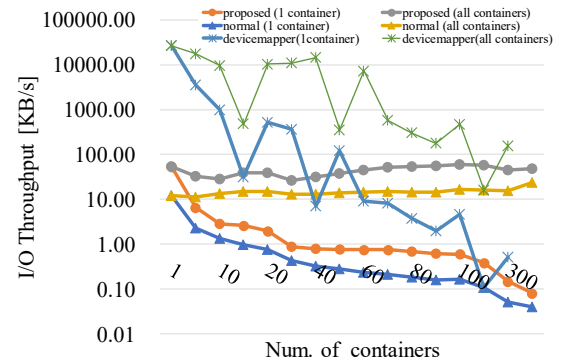 100000.00
proposed (1 container)
proposed (all containers)
normal (1 container)
normal (all containers)
devicemapper(1container)
devicemapper(all containers)
10000.00
1000.00
100.00
10.00
1.00
0.10
0.01
I/O Throughput [KB/s]
1
10
20
40
60
80
100
300
Num. of containers